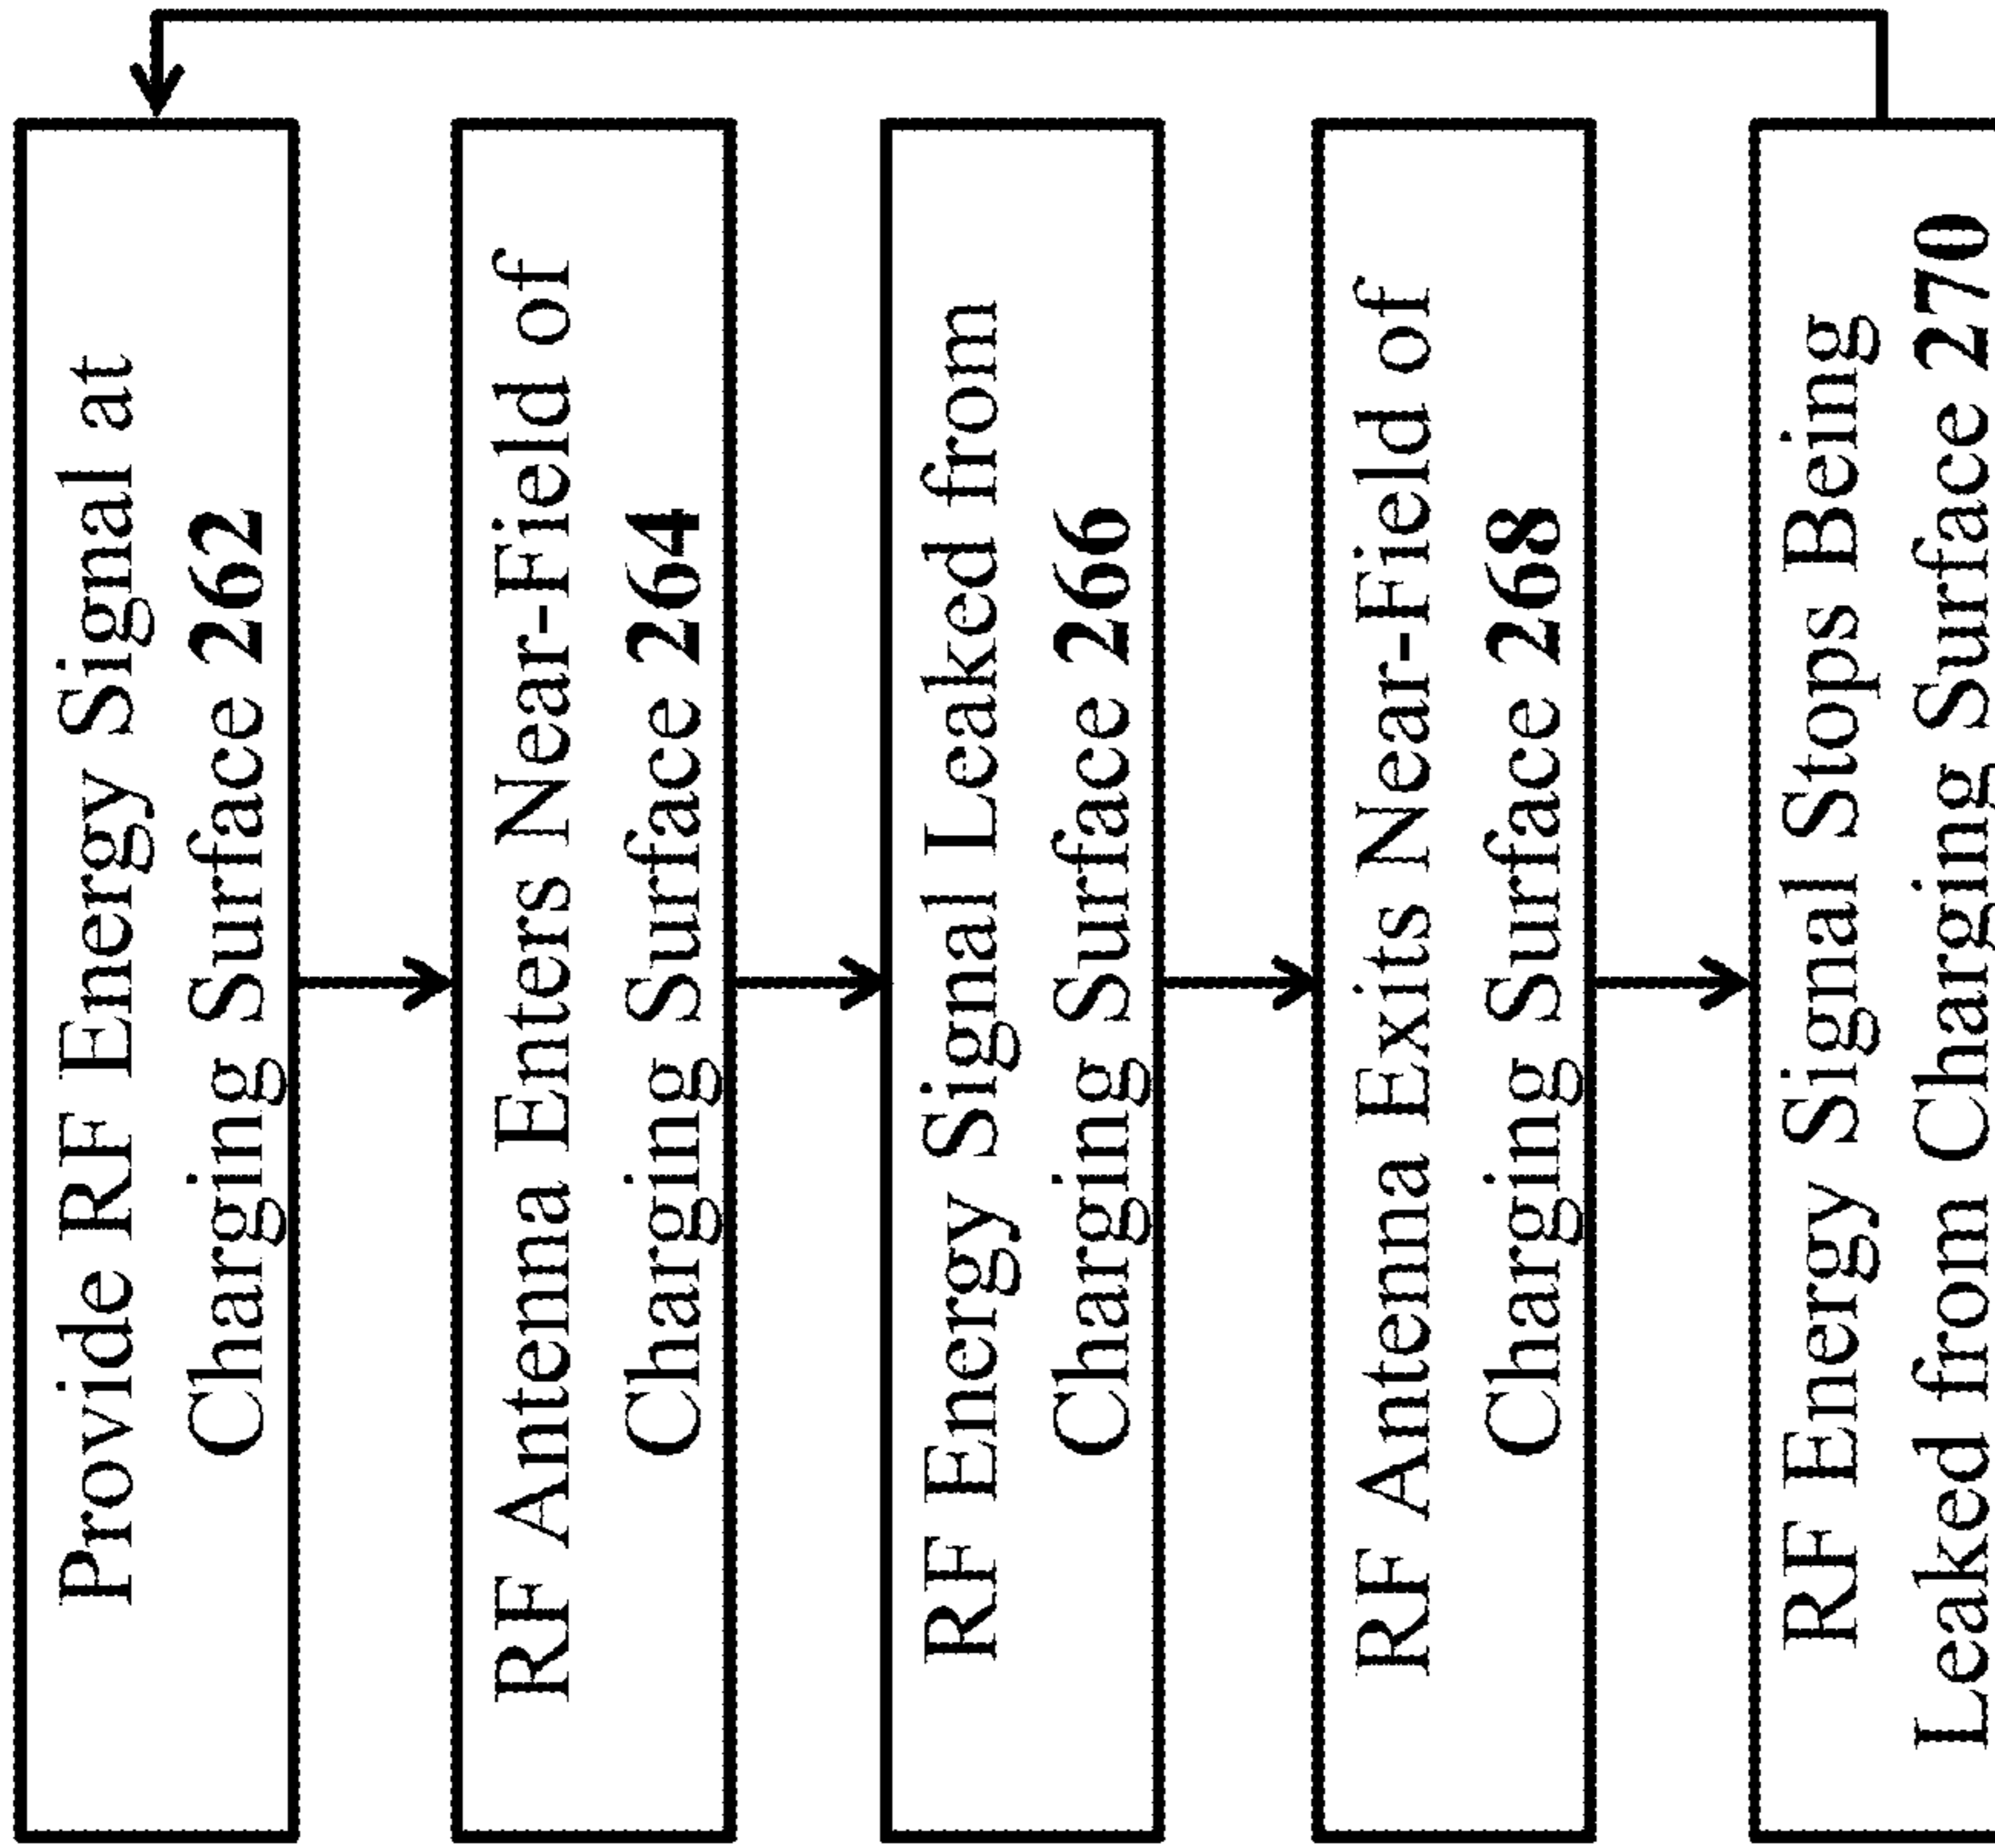 Provide RF Energy Signal at
Charging Surface 262
RF Antenna Enters Near-Field of
Charging Surface 264
RF Energy Signal Leaked from
Charging Surface 266
RF Antenna Exits Near-Field of
Charging Surface 268
RF Energy Signal Stops Being
Leaked from Charging Surface 270